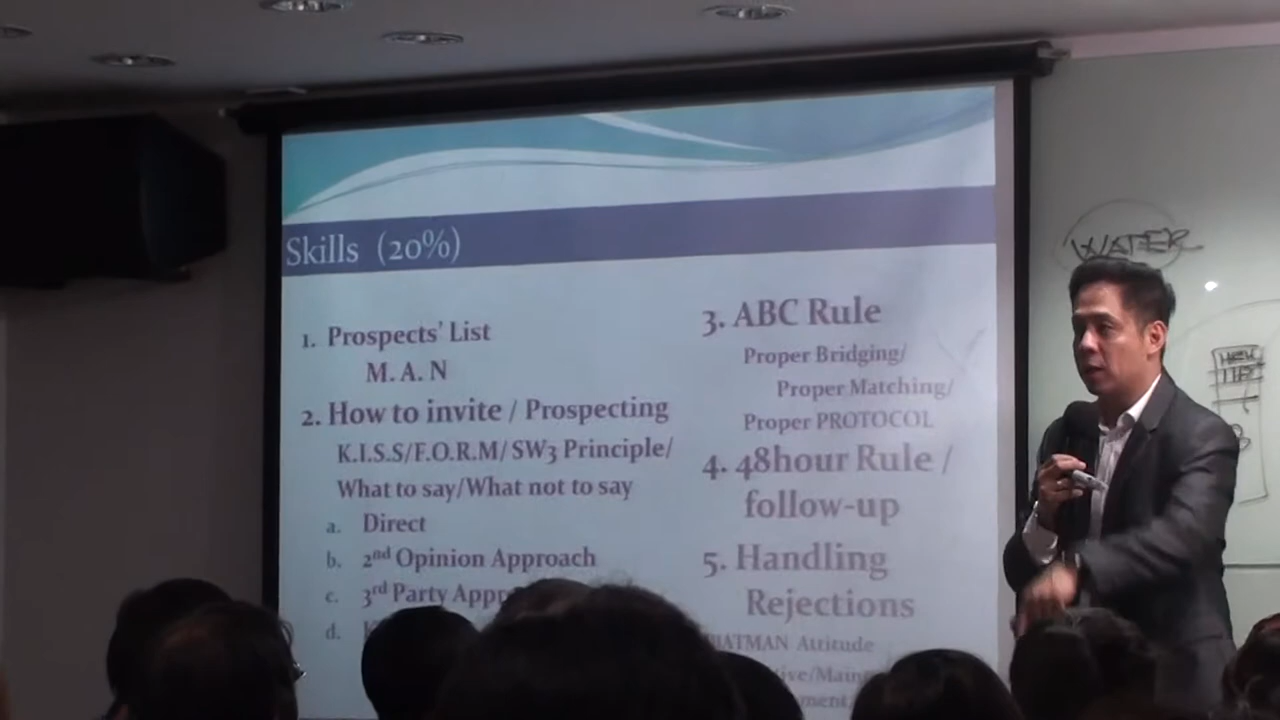 Skills (20%)
1. Prospects' List
M. A. N
2. How to invite / Prospecting
K.I.S.S/F.O.R.M/ SW3 Principle/
What to say/What not to say
a. Direct
b. 2nd Opinion Approach
c. 3rd Party
d.
3. ABC Rule
Proper Bridging/
Proper Matching/
Proper PROTOCOL
4. 48hour Rule /
follow-up
5. Handling
Rejections
BATMAN Attitude
WATER
NEW